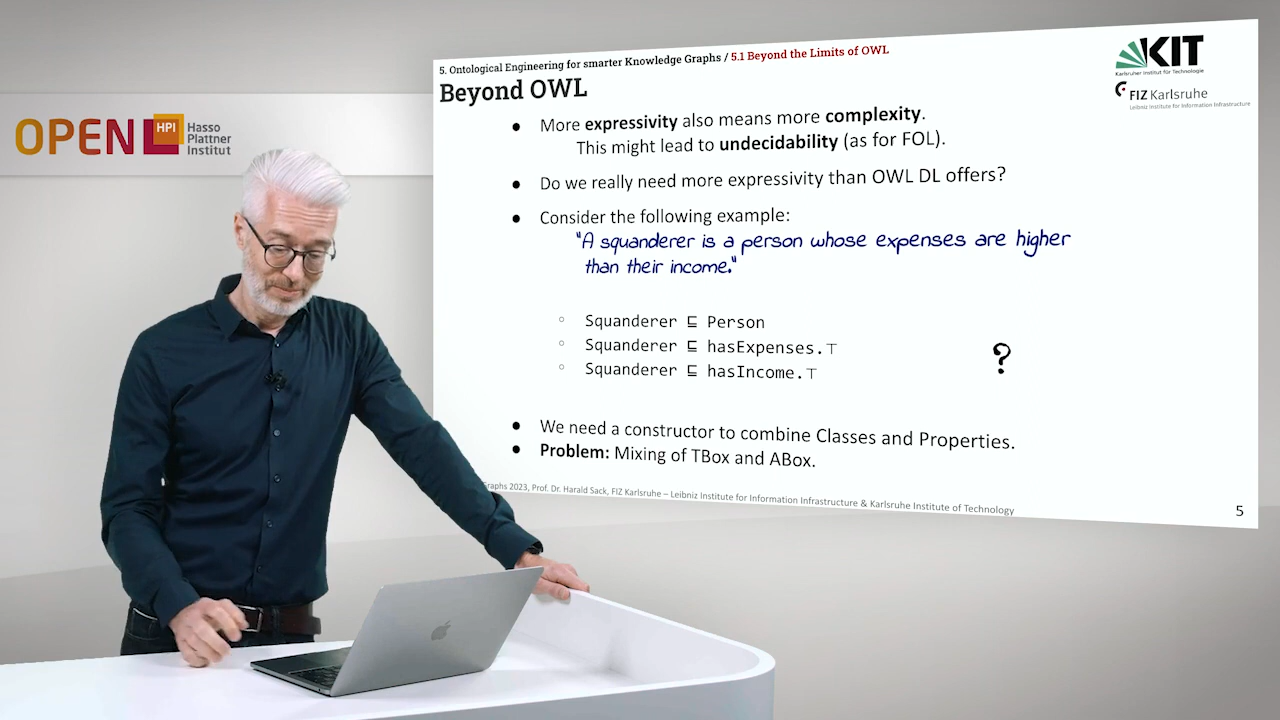 OPEN HPI Hasso
Plattner
Institut
5. Ontological Engineering for smarter Knowledge Graphs / 5.1 Beyond the Limits of OWL
Beyond OWL
KIT
Karlsruher Institut für Technologie
FIZ Karlsruhe
Leibniz Institute for Information Infrastructure
● More expressivity also means more complexity.
This might lead to undecidability (as for FOL).
● Do we really need more expressivity than OWL DL offers?
● Consider the following example:
"A squanderer is a person whose expenses are higher
than their income."
○ Squanderer ⊑ Person
○ Squanderer ⊑ hasExpenses.⊤
○ Squanderer ⊑ hasIncome.⊤
?
● We need a constructor to combine Classes and Properties.
● Problem: Mixing of TBox and ABox.
Graphs 2023, Prof. Dr. Harald Sack, FIZ Karlsruhe – Leibniz Institute for Information Infrastructure & Karlsruhe Institute of Technology
5